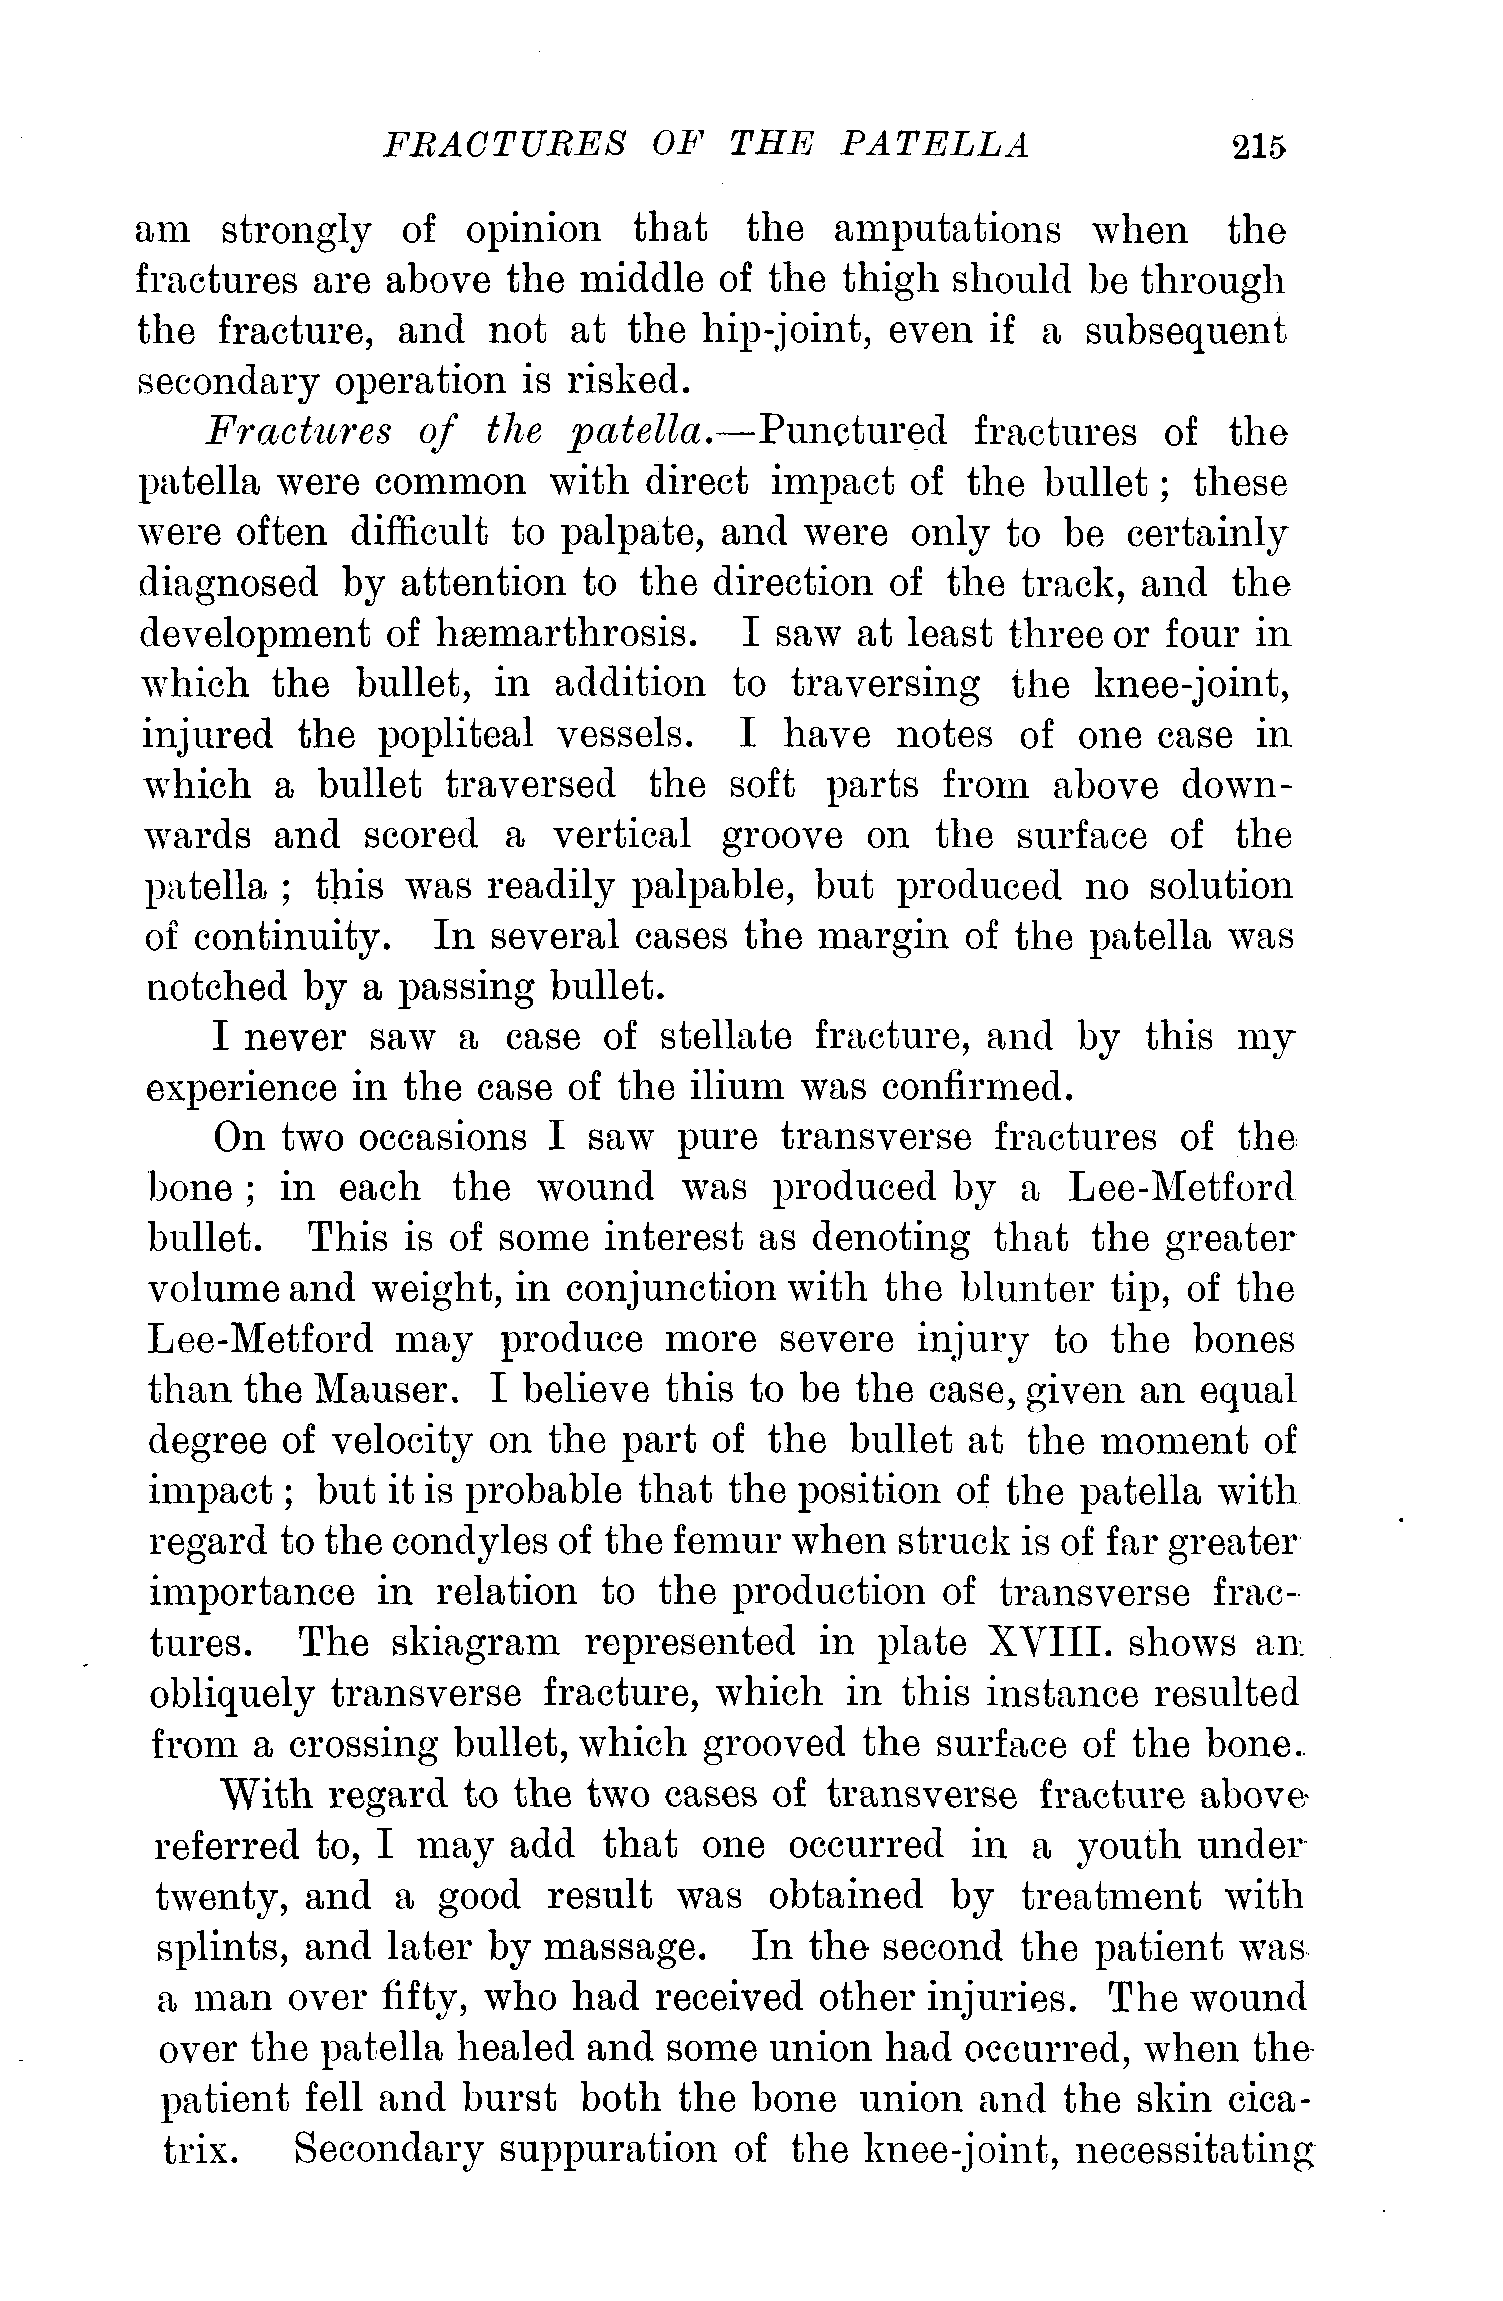 FRACTURES OF THE PATELLA 215
am strongly of opinion that the amputations when the
fractures are above the middle of the thigh should be through
the fracture, and not at the hip-joint, even if a subsequent
secondary operation is risked.
Fractures of the patella.—Punctured fractures of the
patella were common with direct impact of the bullet ; these
were often difficult to palpate, and were only to be certainly
diagnosed by attention to the direction of the track, and the
development of hæmarthrosis. I saw at least three or four in
which the bullet, in addition to traversing the knee-joint,
injured the popliteal vessels. I have notes of one case in
which a bullet traversed the soft parts from above down-
wards and scored a vertical groove on the surface of the
patella ; this was readily palpable, but produced no solution
of continuity. In several cases the margin of the patella was
notched by a passing bullet.
I never saw a case of stellate fracture, and by this my
experience in the case of the ilium was confirmed.
On two occasions I saw pure transverse fractures of the
bone ; in each the wound was produced by a Lee-Metford
bullet. This is of some interest as denoting that the greater
volume and weight, in conjunction with the blunter tip, of the
Lee-Metford may produce more severe injury to the bones
than the Mauser. I believe this to be the case, given an equal
degree of velocity on the part of the bullet at the moment of
impact ; but it is probable that the position of the patella with
regard to the condyles of the femur when struck is of far greater
importance in relation to the production of transverse frac-
tures. The skiagram represented in plate XVIII. shows an
obliquely transverse fracture, which in this instance resulted
from a crossing bullet, which grooved the surface of the bone.
With regard to the two cases of transverse fracture above
referred to, I may add that one occurred in a youth under
twenty, and a good result was obtained by treatment with
splints, and later by massage. In the second the patient was
a man over fifty, who had received other injuries. The wound
over the patella healed and some union had occurred, when the
patient fell and burst both the bone union and the skin cica-
trix. Secondary suppuration of the knee-joint, necessitating